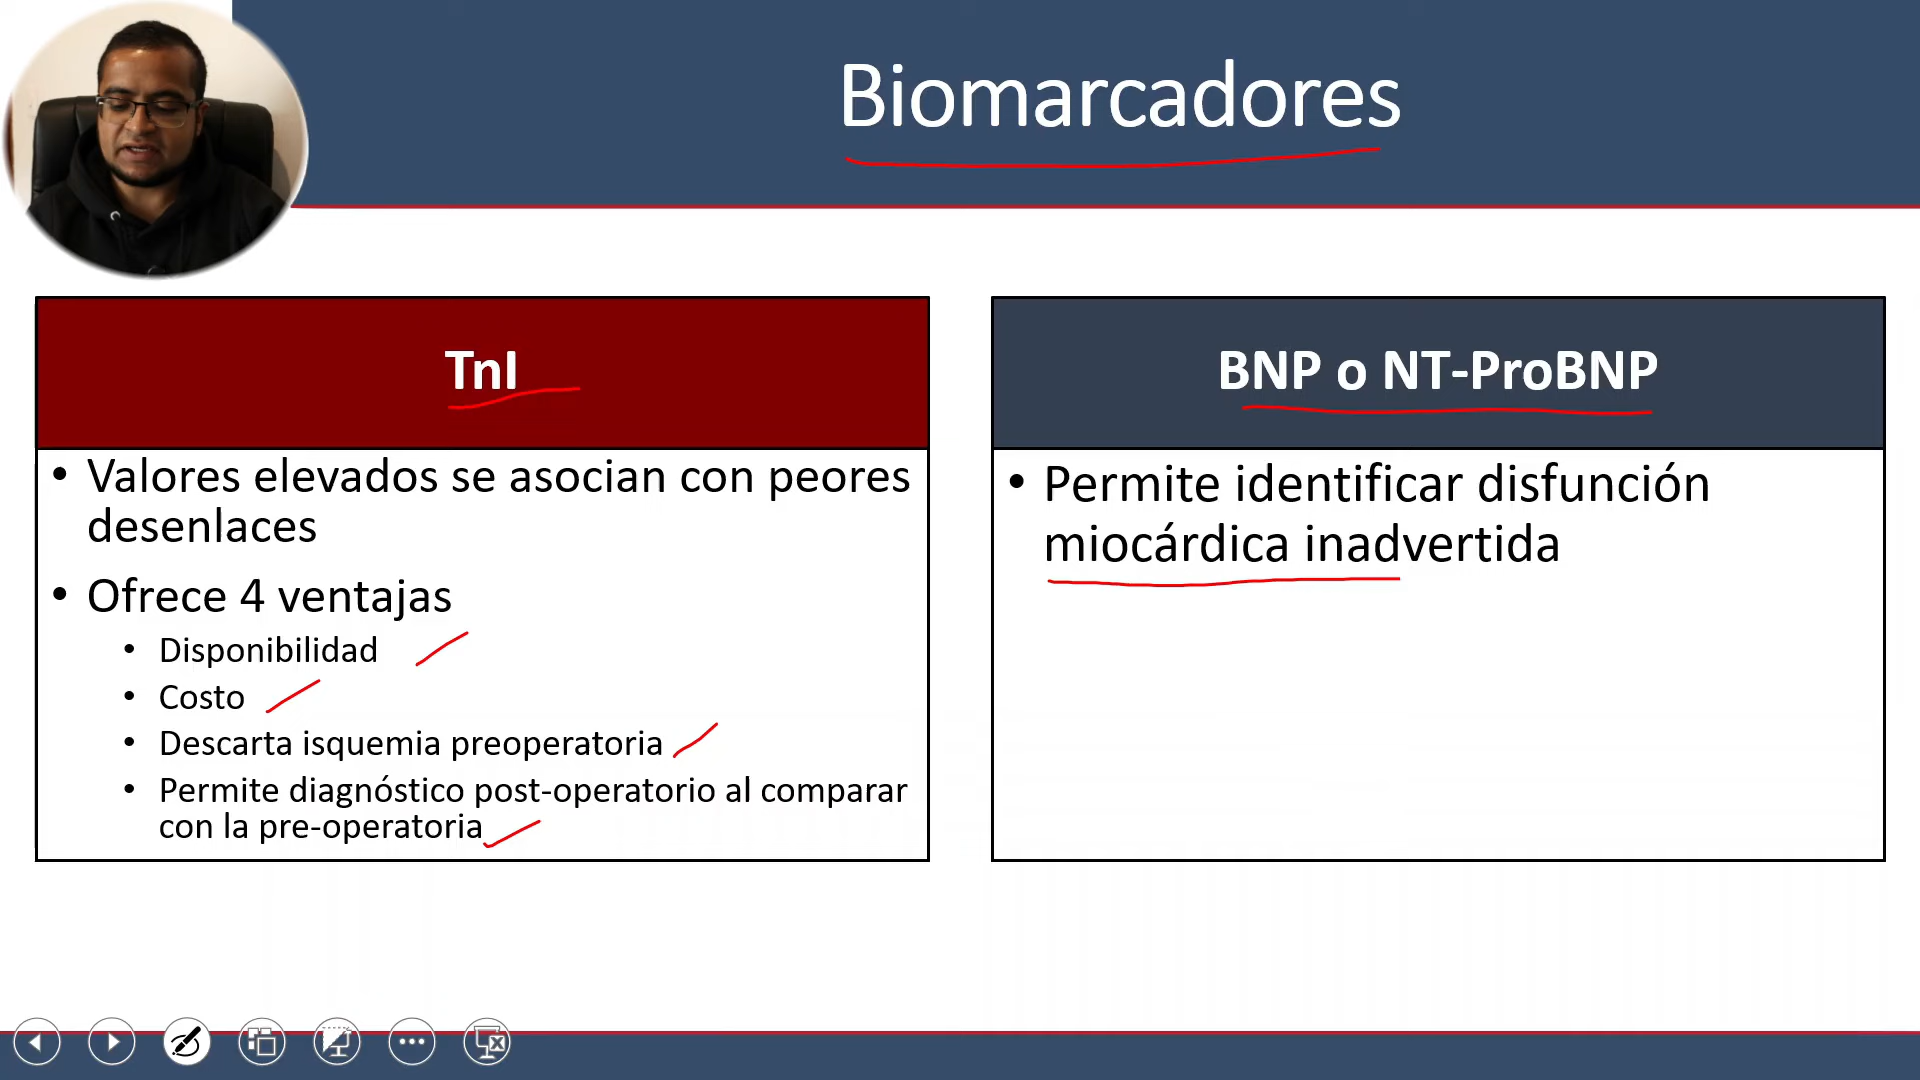 Biomarcadores
TnI
• Valores elevados se asocian con peores
desenlaces
• Ofrece 4 ventajas
• Disponibilidad
• Costo
• Descarta isquemia preoperatoria
• Permite diagnóstico post-operatorio al comparar
con la pre-operatoria
BNP o NT-ProBNP
• Permite identificar disfunción
miocárdica inadvertida